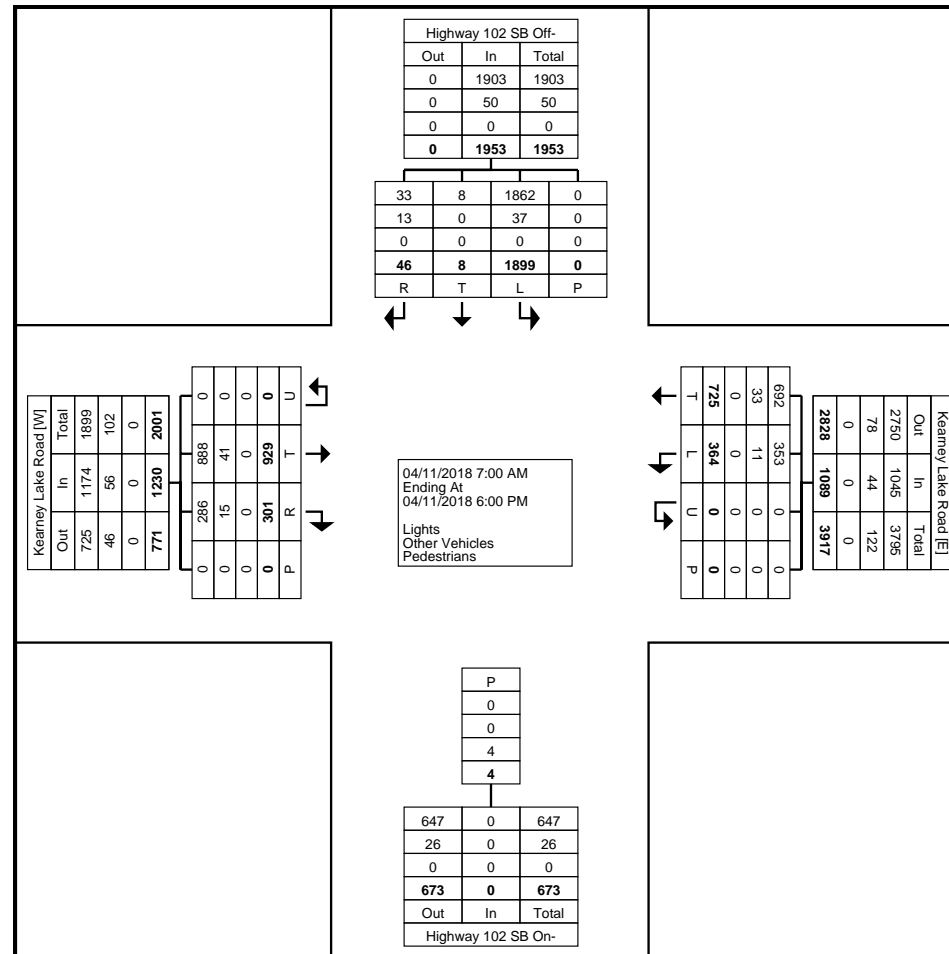 Highway 102 SB Off-
Out In Total
0 1903 1903
0 50 50
0 0 0
0 1953 1953
33 8 1862 0
13 0 37 0
0 0 0 0
46 8 1899 0
R T L P
Kearney Lake Road [W]
Total 1899 102 0 2001
In 1174 56 0 1230
Out 725 46 0 771
0 0 0 0 U
888 41 0 929 T
286 15 0 301 R
0 0 0 0 P
04/11/2018 7:00 AM
Ending At
04/11/2018 6:00 PM
Lights
Other Vehicles
Pedestrians
T 725 0 33 692
L 364 0 11 353
U 0 0 0 0
P 0 0 0 0
Kearney Lake Road [E]
2828 0 78 2750 Out
1089 0 44 1045 In
3917 0 122 3795 Total
P
0
0
4
4
647 0 647
26 0 26
0 0 0
673 0 673
Out In Total
Highway 102 SB On-